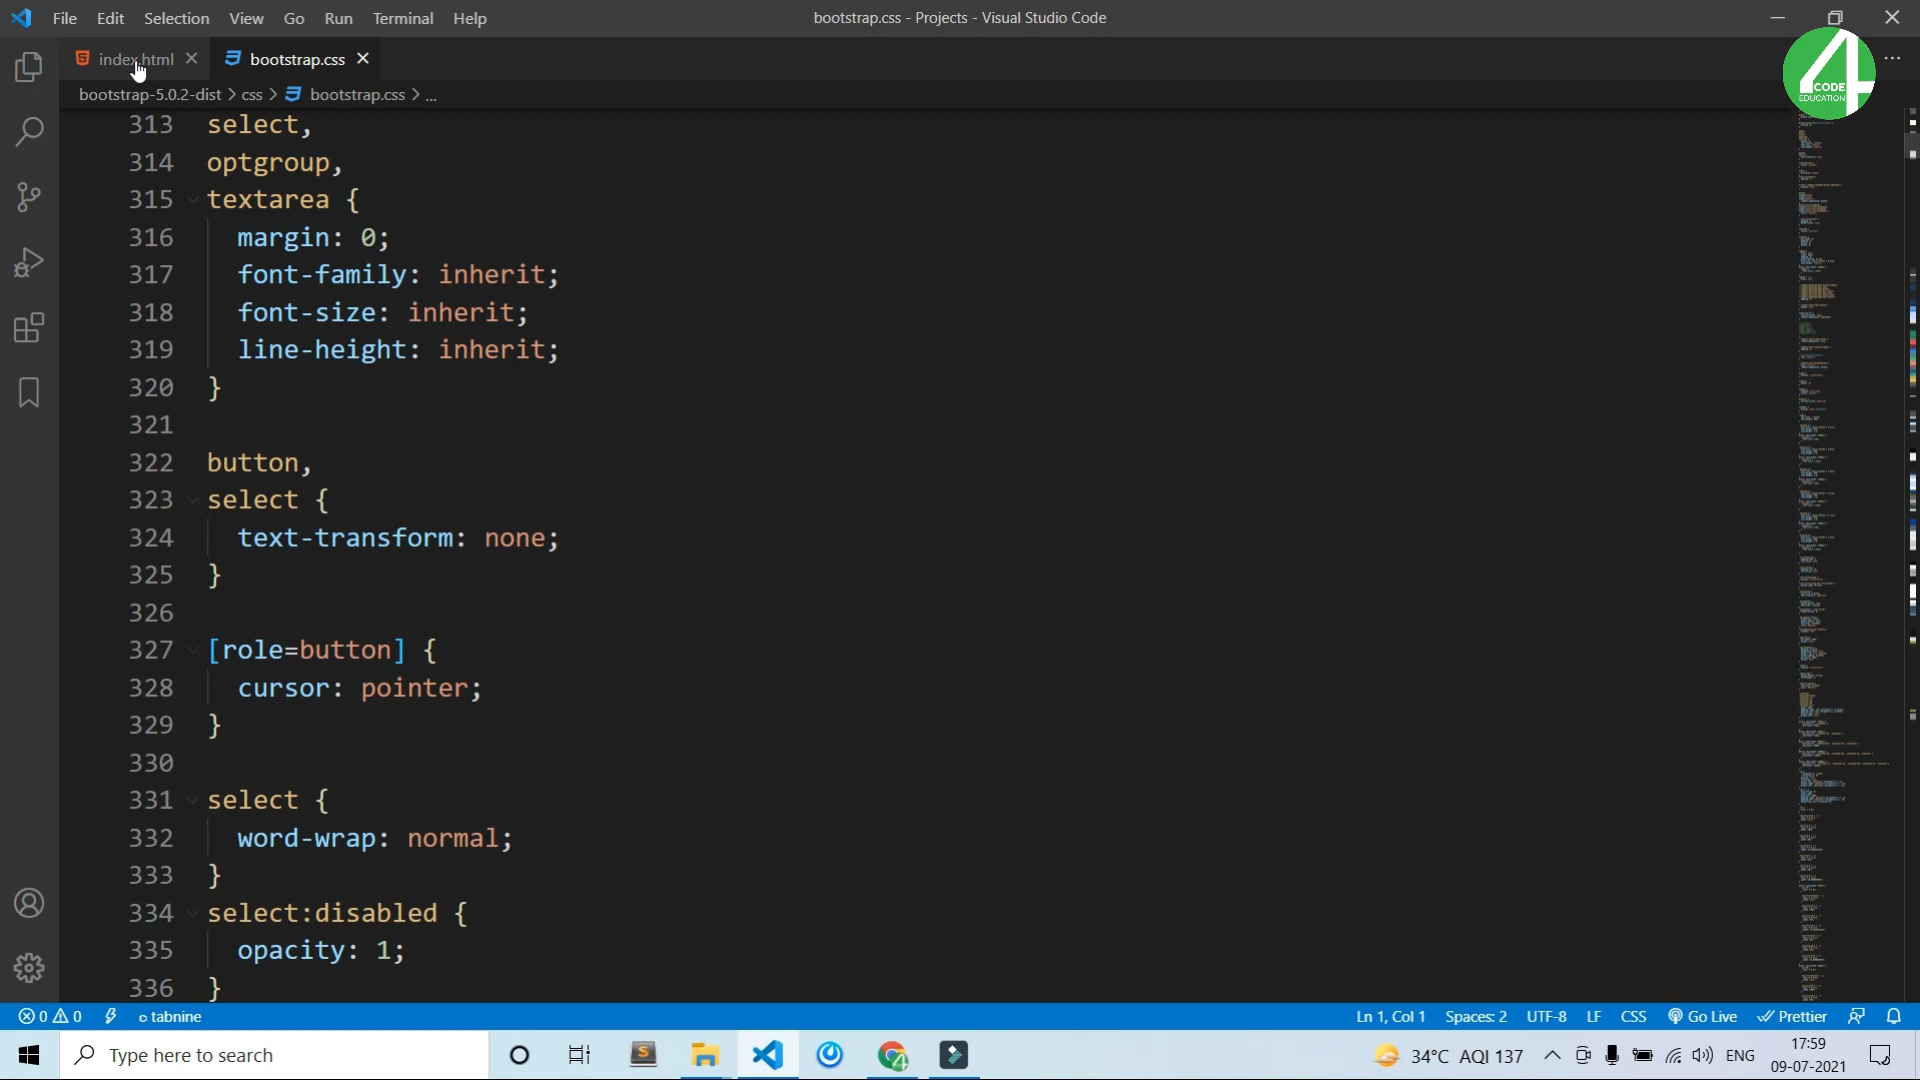 File Edit Selection View Go Run Terminal Help
bootstrap.css - Projects - Visual Studio Code
index.html
bootstrap.css
bootstrap-5.0.2-dist > css > bootstrap.css > ...
CODE
EDUCATION
313 select,
314 optgroup,
315 textarea {
316 margin: 0;
317 font-family: inherit;
318 font-size: inherit;
319 line-height: inherit;
320 }
321
322 button,
323 select {
324 text-transform: none;
325 }
326
327 [role=button] {
328 cursor: pointer;
329 }
330
331 select {
332 word-wrap: normal;
333 }
334 select:disabled {
335 opacity: 1;
336 }
0 0 tabnine
Ln 1, Col 1 Spaces: 2 UTF-8 LF CSS Go Live Prettier
Type here to search
34°C AQI 137
ENG
17:59
09-07-2021